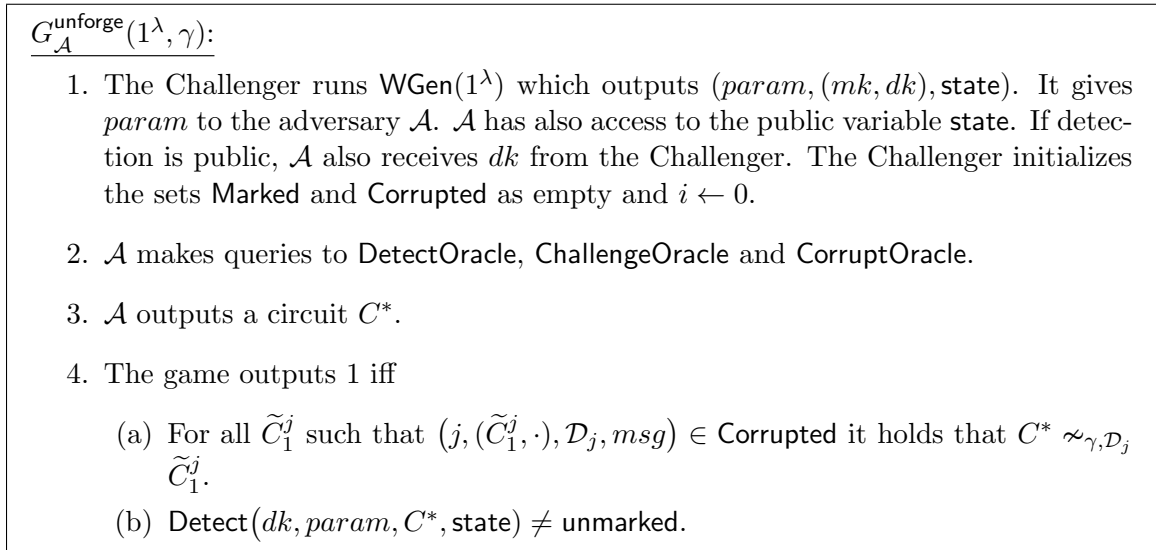 G_𝒜^unforge(1^λ, γ):
1. The Challenger runs WGen(1^λ) which outputs (param, (mk, dk), state). It gives
param to the adversary 𝒜. 𝒜 has also access to the public variable state. If detec-
tion is public, 𝒜 also receives dk from the Challenger. The Challenger initializes
the sets Marked and Corrupted as empty and i ← 0.
2. 𝒜 makes queries to DetectOracle, ChallengeOracle and CorruptOracle.
3. 𝒜 outputs a circuit C*.
4. The game outputs 1 iff
(a) For all C̃_1^j such that (j, (C̃_1^j, ·), 𝒟_j, msg) ∈ Corrupted it holds that C* ≁_{γ,𝒟_j}
C̃_1^j.
(b) Detect(dk, param, C*, state) ≠ unmarked.